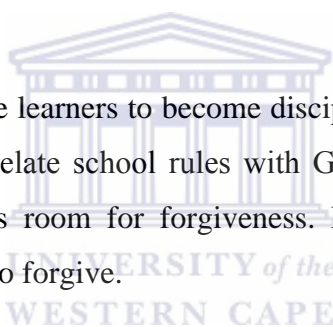 e learners to become discip
elate school rules with G
s room for forgiveness.
o forgive.
UNIVERSITY of the
WESTERN CAPE